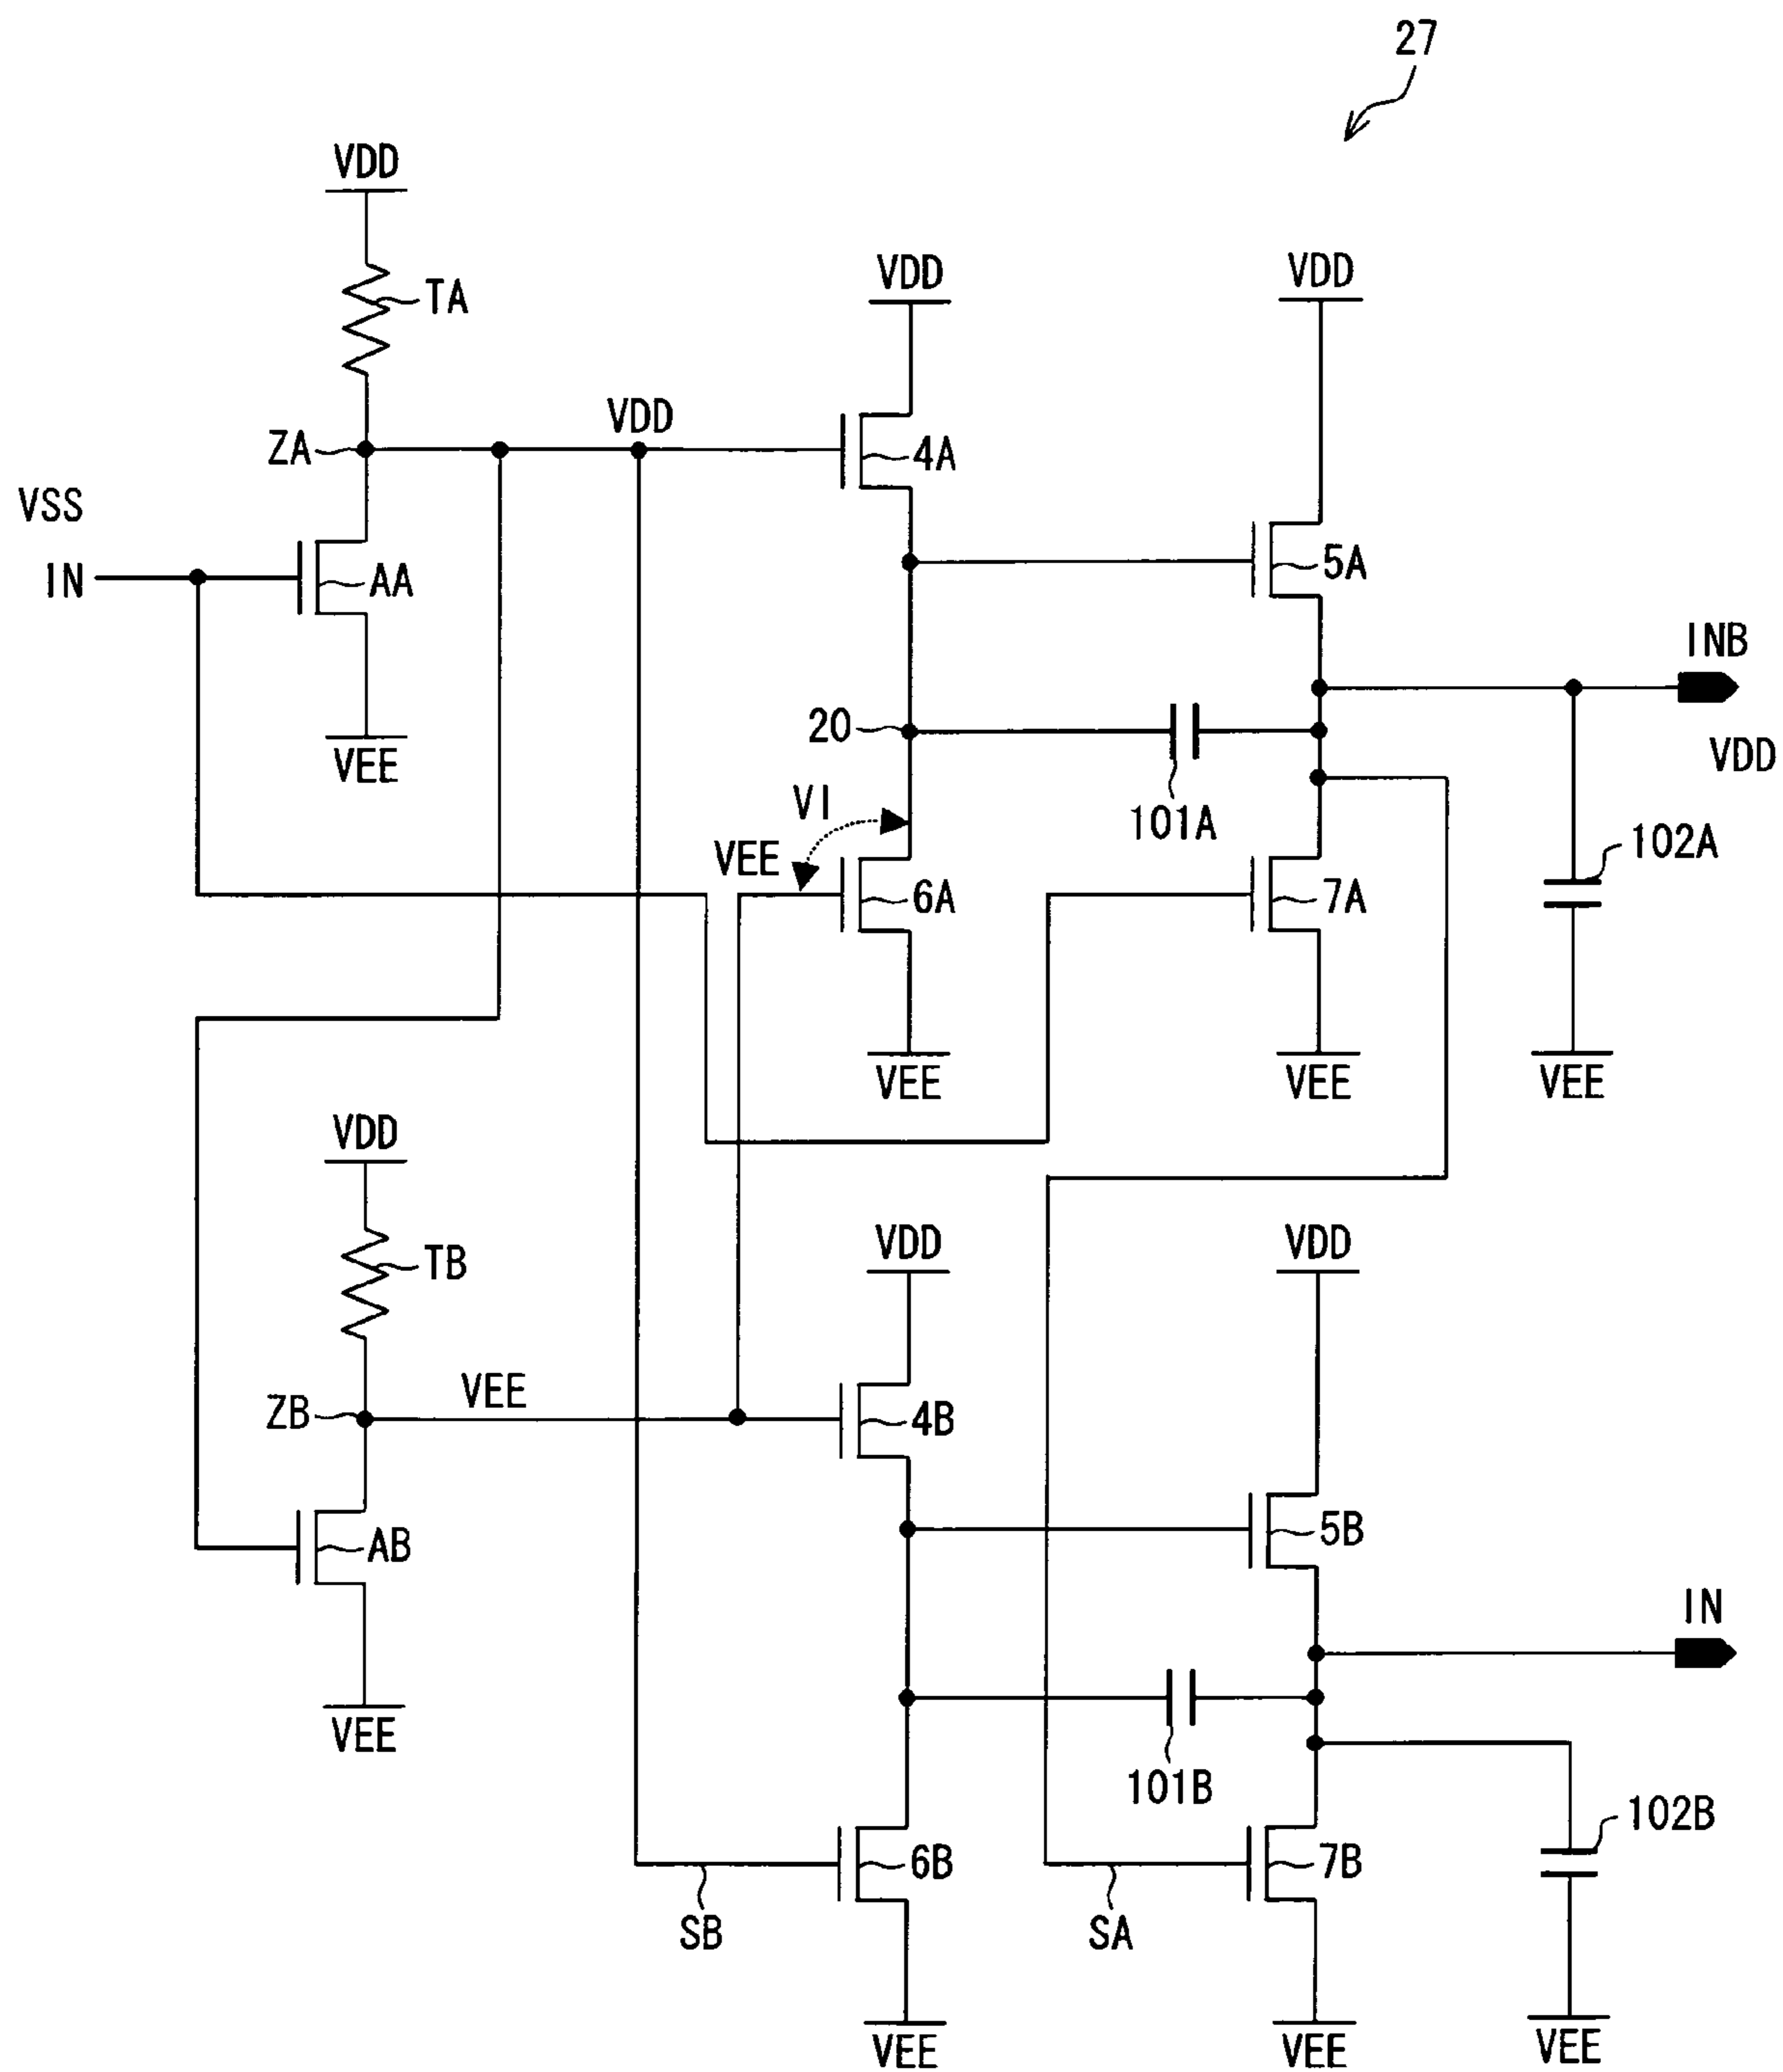 27
VDD
VDD
VDD
TA
VDD
ZA
4A
VSS
IN
AA
5A
INB
20
VDD
VEE
VI
101A
VEE
102A
6A
7A
VEE
VEE
VEE
VDD
VDD
VDD
TB
VEE
ZB
4B
AB
5B
IN
VEE
101B
102B
6B
7B
SB
SA
VEE
VEE
VEE